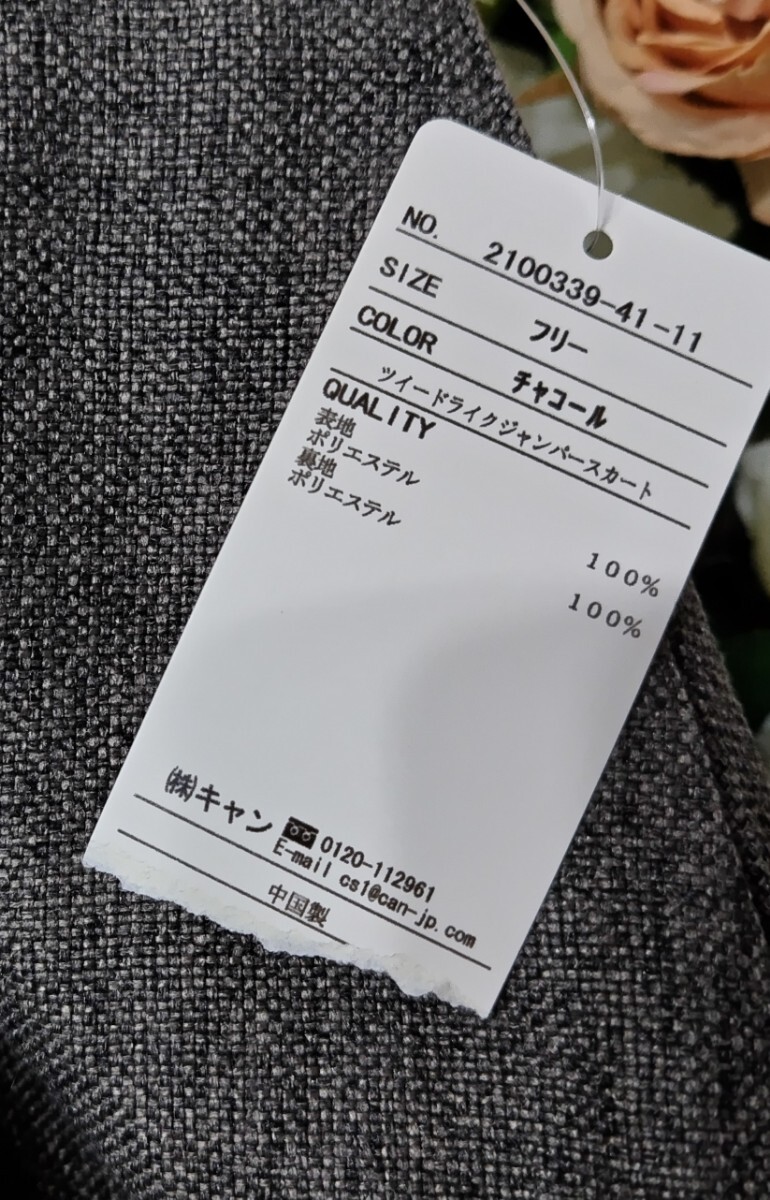 NO. 2100339-41-11
SIZE フリー
COLOR チャコール
ツイードライクジャンパースカート
QUALITY
表地
ポリエステル 100%
裏地
ポリエステル 100%
㈱キャン 0120-112961
E-mail cs1@can-jp.com
中国製